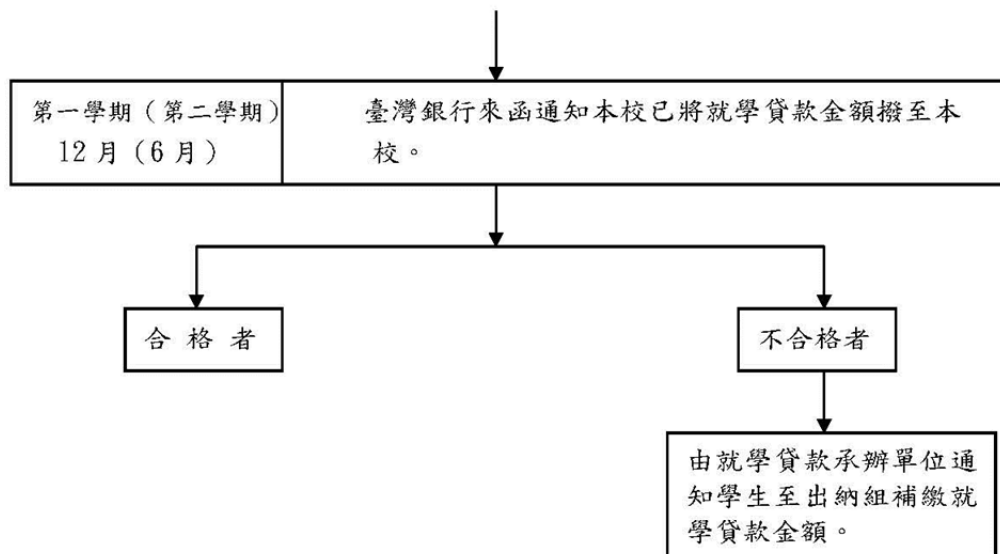 第一學期（第二學期）
12月（6月）
臺灣銀行來函通知本校已將就學貸款金額撥至本
校。
合格者
不合格者
由就學貸款承辦單位通
知學生至出納組補繳就
學貸款金額。